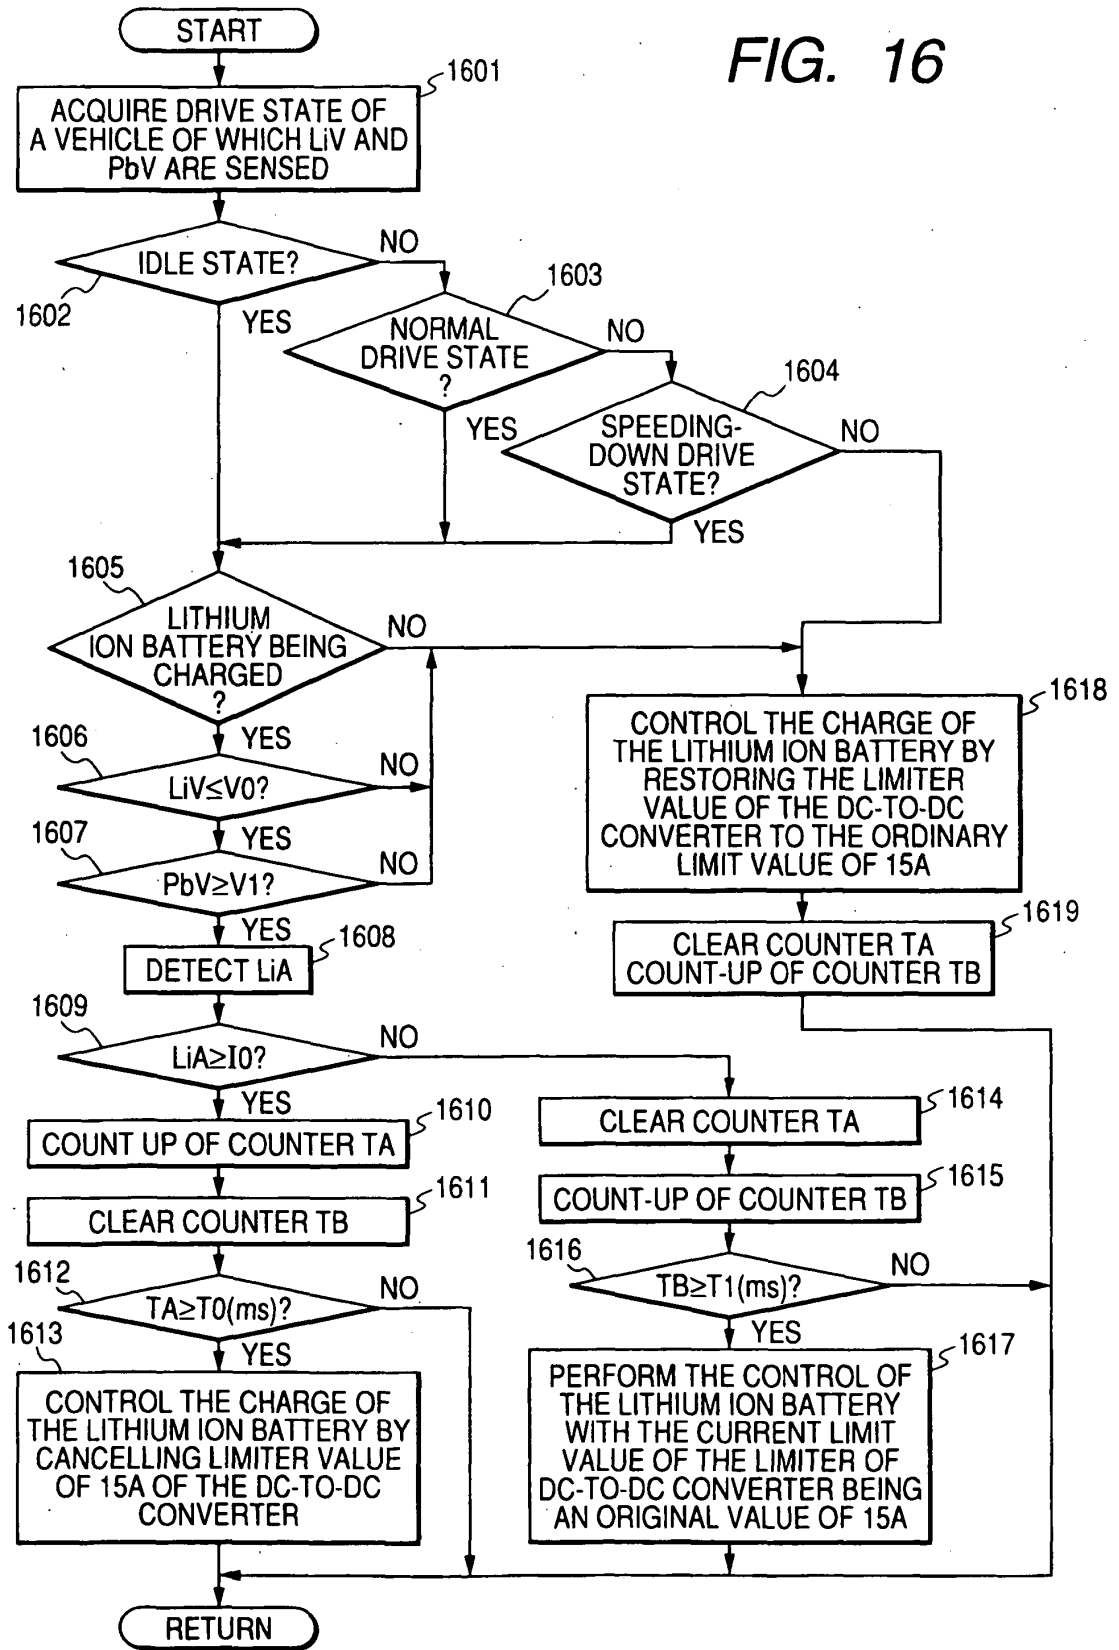 START
FIG. 16
1601
ACQUIRE DRIVE STATE OF
A VEHICLE OF WHICH LiV AND
PbV ARE SENSED
IDLE STATE?
NO
1602
YES
1603
NORMAL
DRIVE STATE
?
NO
YES
1604
SPEEDING-
DOWN DRIVE
STATE?
NO
YES
1605
LITHIUM
ION BATTERY BEING
CHARGED
?
NO
YES
1606
LiV≤V0?
NO
YES
1607
PbV≥V1?
NO
YES
1608
DETECT LiA
1618
CONTROL THE CHARGE OF
THE LITHIUM ION BATTERY BY
RESTORING THE LIMITER
VALUE OF THE DC-TO-DC
CONVERTER TO THE ORDINARY
LIMIT VALUE OF 15A
1619
CLEAR COUNTER TA
COUNT-UP OF COUNTER TB
1609
LiA≥I0?
NO
YES
1610
COUNT UP OF COUNTER TA
1611
CLEAR COUNTER TB
1612
TA≥T0(ms)?
NO
YES
1613
CONTROL THE CHARGE OF
THE LITHIUM ION BATTERY BY
CANCELLING LIMITER VALUE
OF 15A OF THE DC-TO-DC
CONVERTER
1614
CLEAR COUNTER TA
1615
COUNT-UP OF COUNTER TB
1616
TB≥T1(ms)?
NO
YES
1617
PERFORM THE CONTROL OF
THE LITHIUM ION BATTERY
WITH THE CURRENT LIMIT
VALUE OF THE LIMITER OF
DC-TO-DC CONVERTER BEING
AN ORIGINAL VALUE OF 15A
RETURN